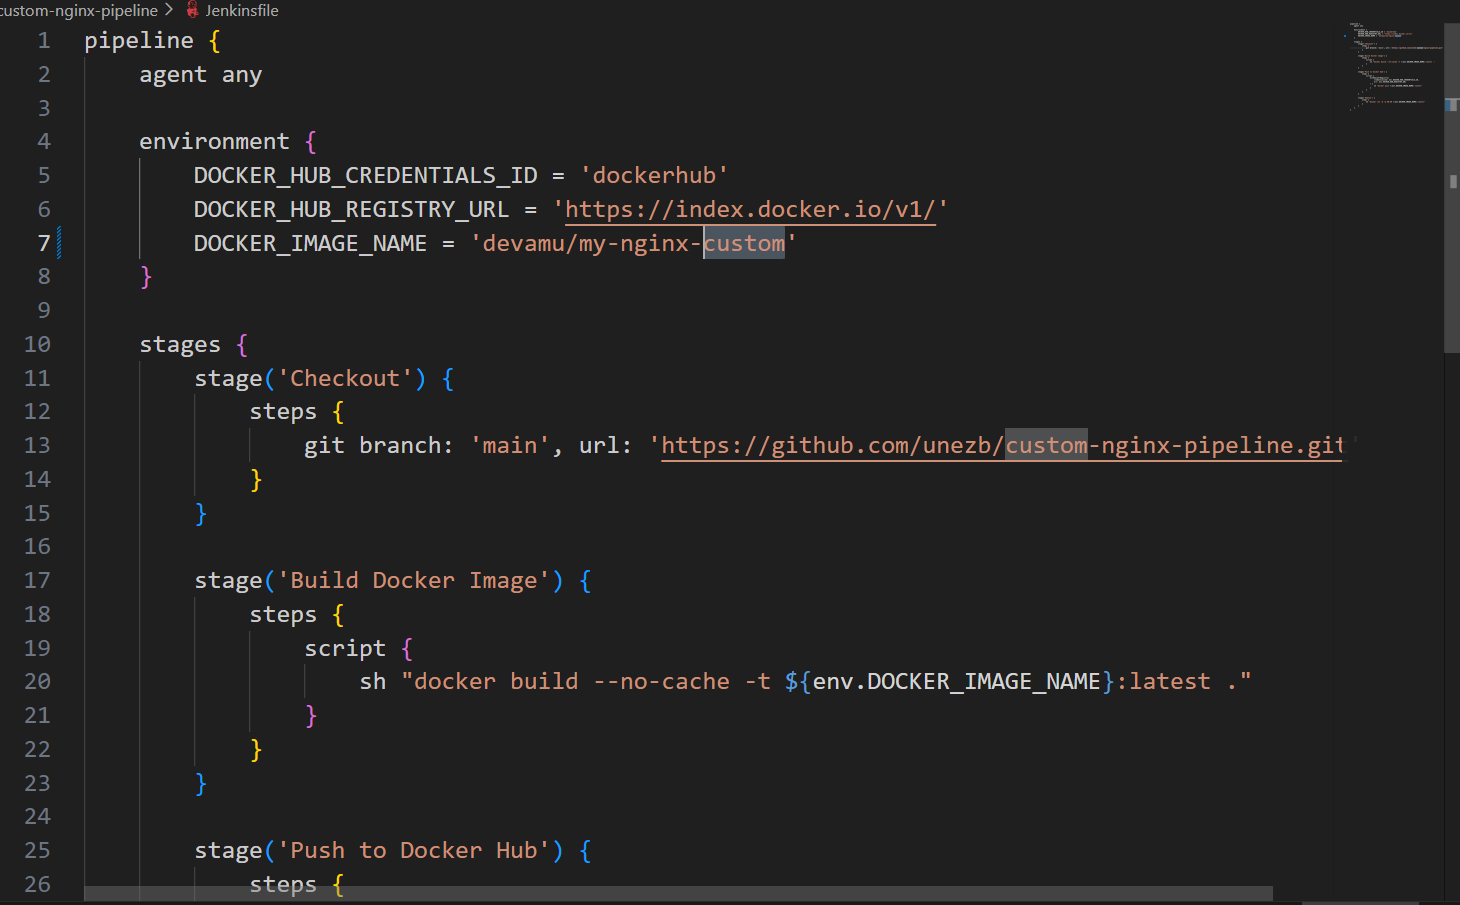 custom-nginx-pipeline > Jenkinsfile
1 pipeline {
2     agent any
3
4     environment {
5         DOCKER_HUB_CREDENTIALS_ID = 'dockerhub'
6         DOCKER_HUB_REGISTRY_URL = 'https://index.docker.io/v1/'
7         DOCKER_IMAGE_NAME = 'devamu/my-nginx-custom'
8     }
9
10     stages {
11         stage('Checkout') {
12             steps {
13                 git branch: 'main', url: 'https://github.com/unezb/custom-nginx-pipeline.git'
14             }
15         }
16
17         stage('Build Docker Image') {
18             steps {
19                 script {
20                     sh "docker build --no-cache -t ${env.DOCKER_IMAGE_NAME}:latest ."
21                 }
22             }
23         }
24
25         stage('Push to Docker Hub') {
26             steps {